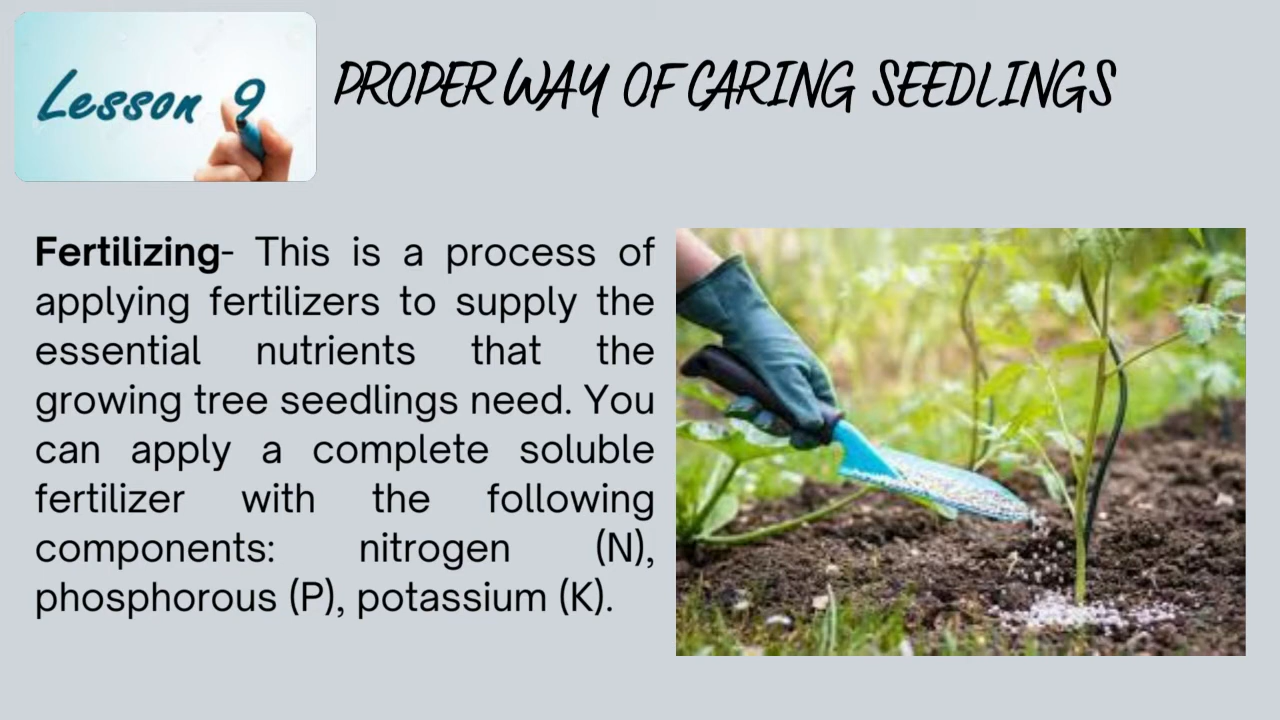 Lesson 9
PROPER WAY OF CARING SEEDLINGS
Fertilizing- This is a process of
applying fertilizers to supply the
essential nutrients that the
growing tree seedlings need. You
can apply a complete soluble
fertilizer with the following
components: nitrogen (N),
phosphorous (P), potassium (K).